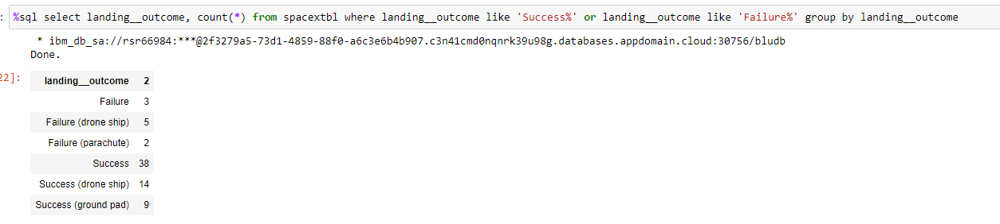 : %sql select landing__outcome, count(*) from spacextbl where landing__outcome like 'Success%' or landing__outcome like 'Failure%' group by landing__outcome
* ibm_db_sa://rsr66984:***@2f3279a5-73d1-4859-88f0-a6c3e6b4b907.c3n41cmd0nqnrk39u98g.databases.appdomain.cloud:30756/bludb
Done.
22]:
landing__outcome 2
Failure 3
Failure (drone ship) 5
Failure (parachute) 2
Success 38
Success (drone ship) 14
Success (ground pad) 9